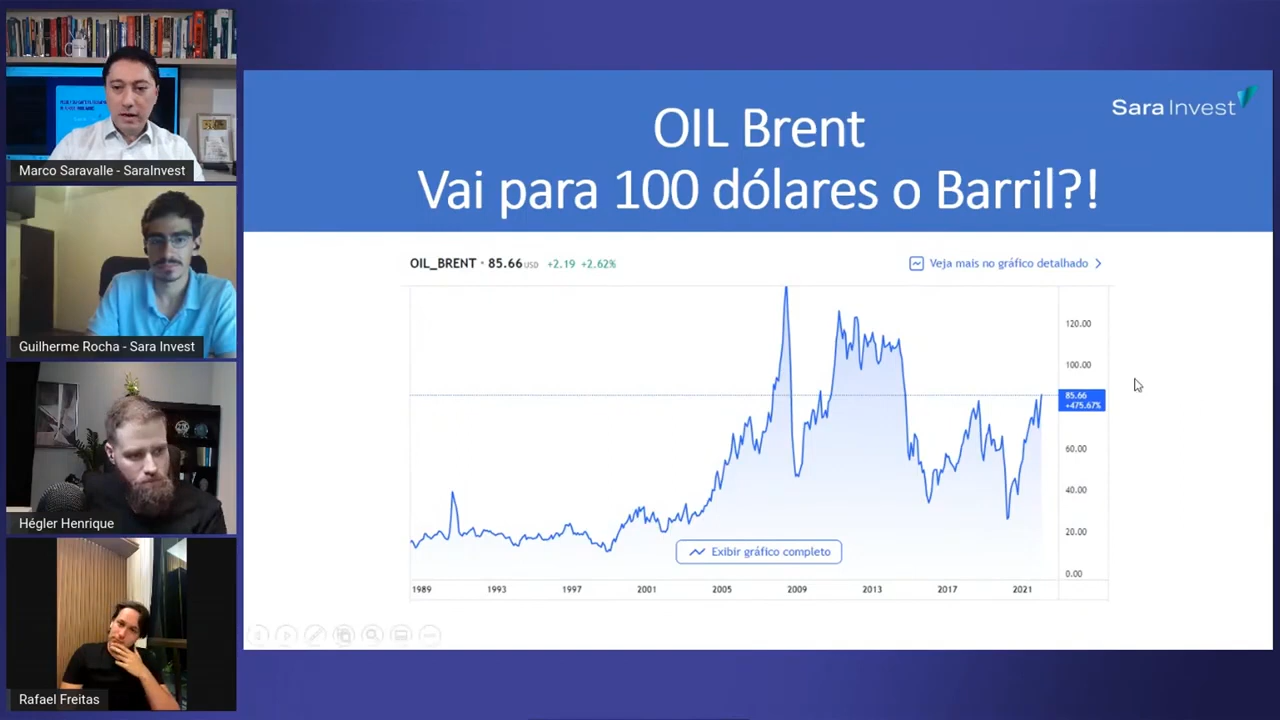 Marco Saravalle - SaraInvest
Guilherme Rocha - Sara Invest
Hégler Henrique
Rafael Freitas
Sara Invest
OIL Brent
Vai para 100 dólares o Barril?!
OIL_BRENT · 85.66 USD +2.19 +2.62%
Veja mais no gráfico detalhado
120.00
100.00
85.66
+475.67%
60.00
40.00
20.00
0.00
Exibir gráfico completo
1989 1993 1997 2001 2005 2009 2013 2017 2021